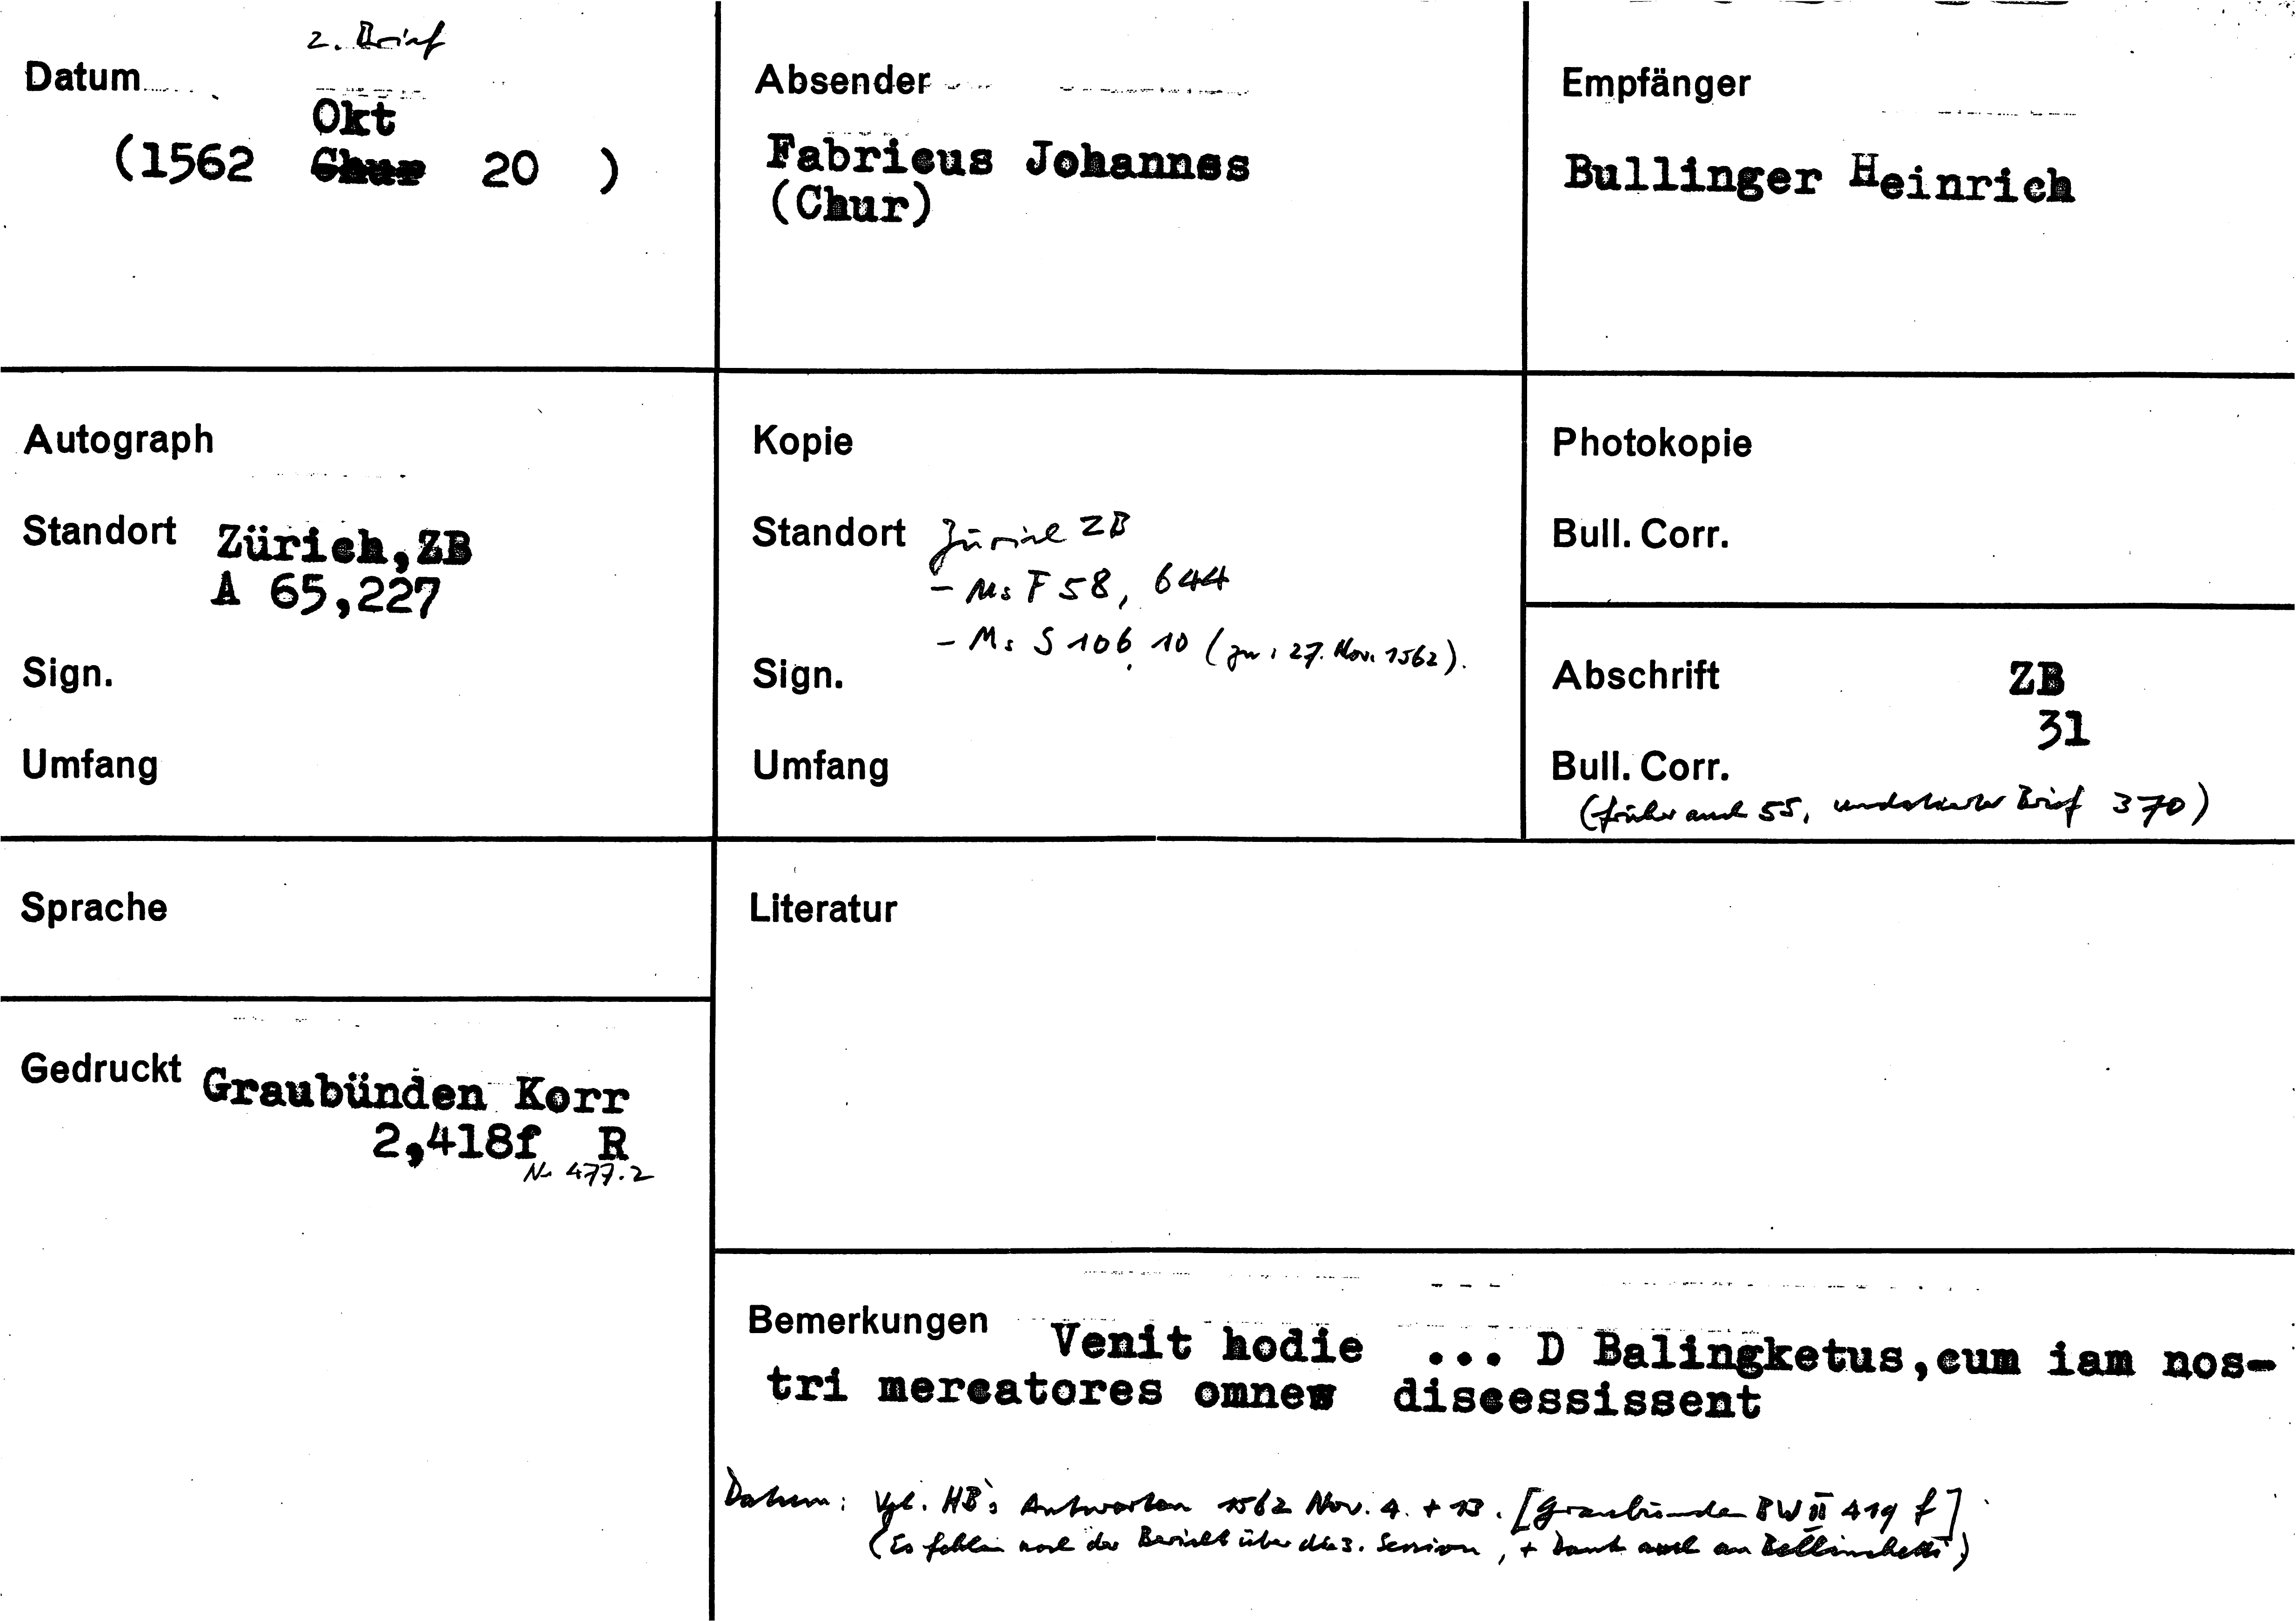 2. Brief
Datum
Okt
(1562 Chur 20 )
Absender
Fabricus Johannes
(Chur)
Empfänger
Bullinger Heinrich
Autograph
Standort Zürich, ZB
A 65,227
Sign.
Umfang
Kopie
Standort Zürich ZB
- Ms F 58, 644
- Ms S 106, 10 (zu: 27. Nov. 1562).
Sign.
Umfang
Photokopie
Bull. Corr.
Abschrift ZB
31
Bull. Corr.
(früher auch 55, undatierter Brief 370)
Sprache
Gedruckt Graubünden Korr
2,418f R
Nr 477.2
Literatur
Bemerkungen Venit hodie ... D Balingketus,cum iam nos-
tri mercatores omnes discessissent
Datum: Vgl. HB's Antworten 1562 Nov. 4. + 13. [Graubünden BW II 419 f]
(Es fehlen noch der Bericht über die 3. Session, + Dank auch an Bellinchetti)